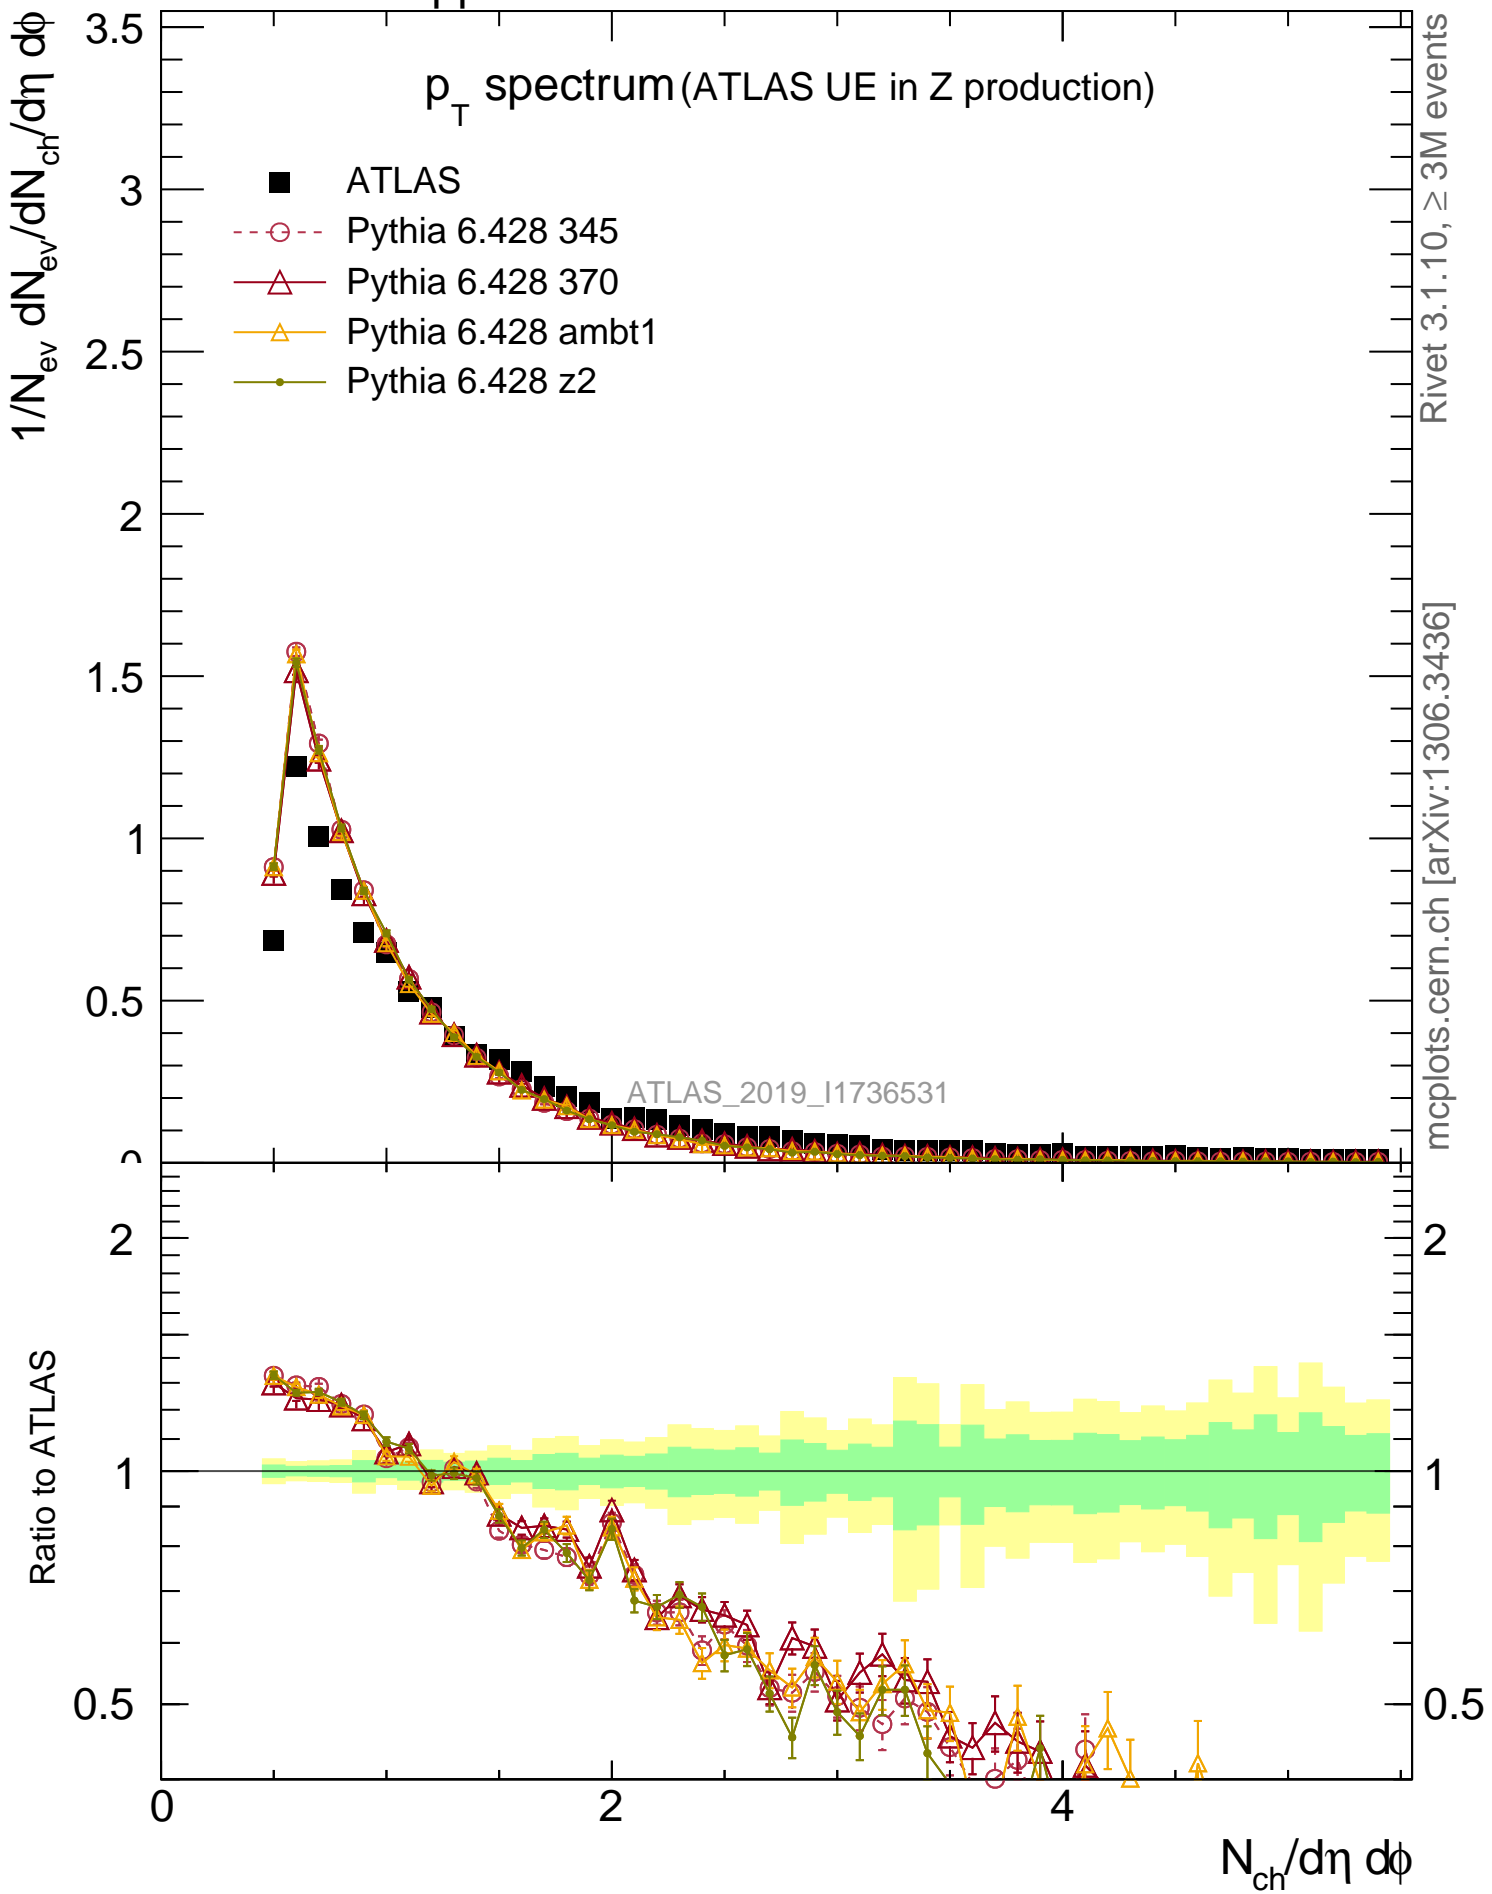 pp
p_T spectrum (ATLAS UE in Z production)
ATLAS
Pythia 6.428 345
Pythia 6.428 370
Pythia 6.428 ambt1
Pythia 6.428 z2
1/N_ev dN_ev/dN_ch/dη dϕ
3.5
3
2.5
2
1.5
1
0.5
0
ATLAS_2019_I1736531
Rivet 3.1.10, ≥ 3M events
mcplots.cern.ch [arXiv:1306.3436]
Ratio to ATLAS
2
1
0.5
2
1
0.5
0
2
4
N_ch/dη dϕ